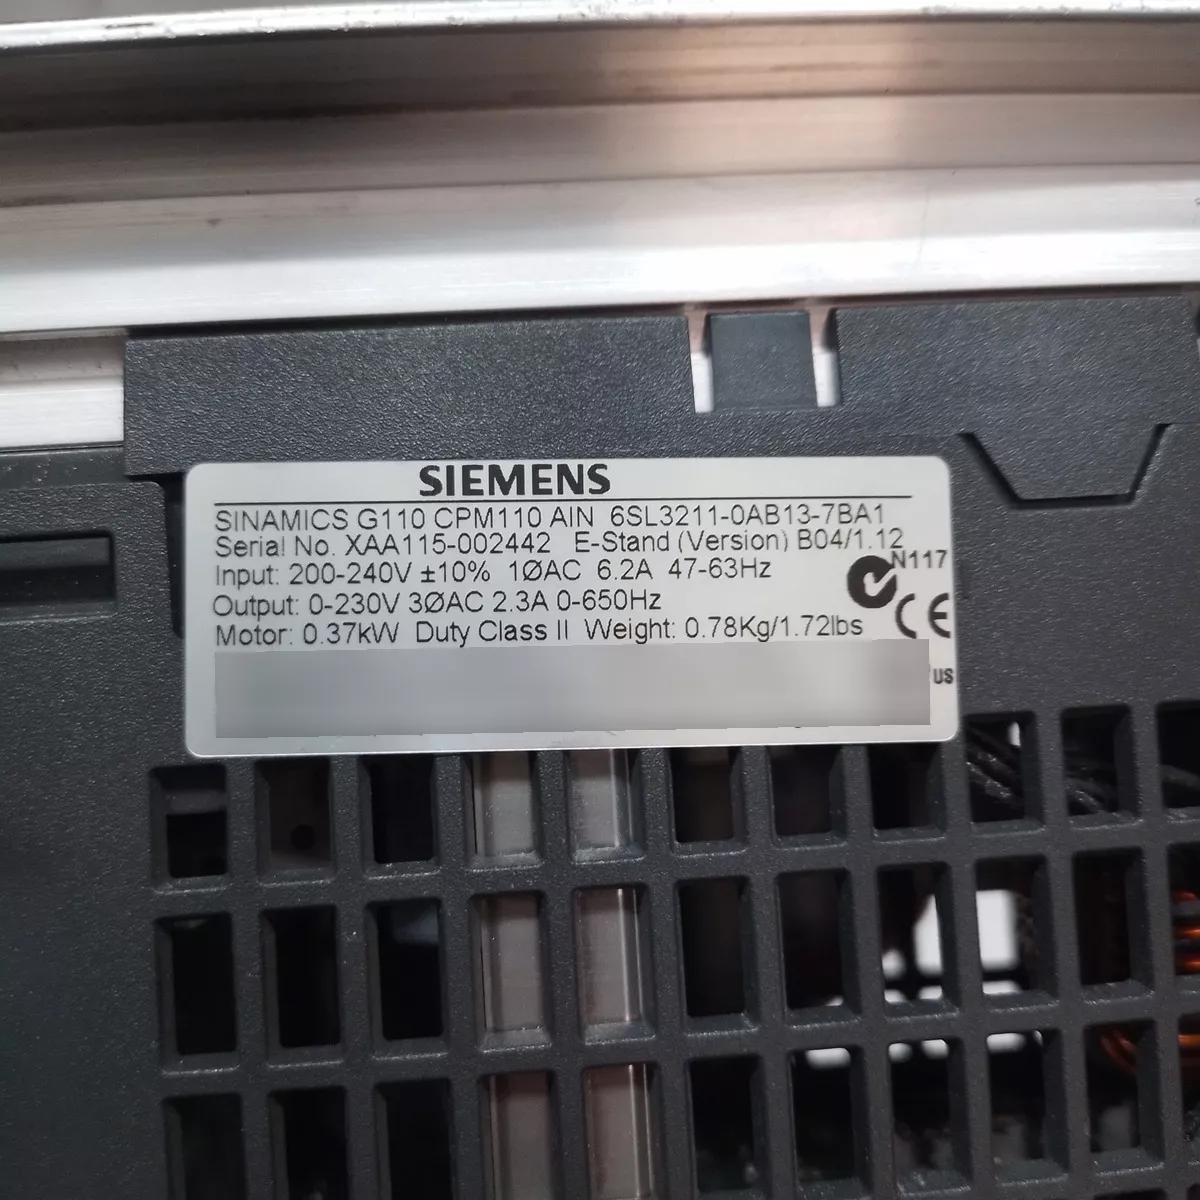 SIEMENS
SINAMICS G110 CPM110 AIN 6SL3211-0AB13-7BA1
Serial No. XAA115-002442 E-Stand (Version) B04/1.12
Input: 200-240V ±10% 1ØAC 6.2A 47-63Hz
N117
Output: 0-230V 3ØAC 2.3A 0-650Hz
Motor: 0.37kW Duty Class II Weight: 0.78Kg/1.72lbs
CE
US